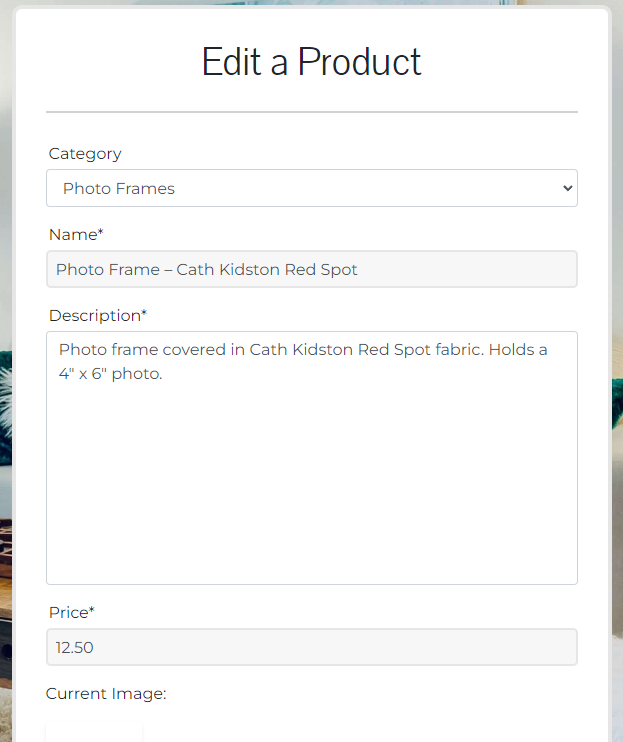 Edit a Product
Category
Photo Frames
Name*
Photo Frame – Cath Kidston Red Spot
Description*
Photo frame covered in Cath Kidston Red Spot fabric. Holds a
4" x 6" photo.
Price*
12.50
Current Image: